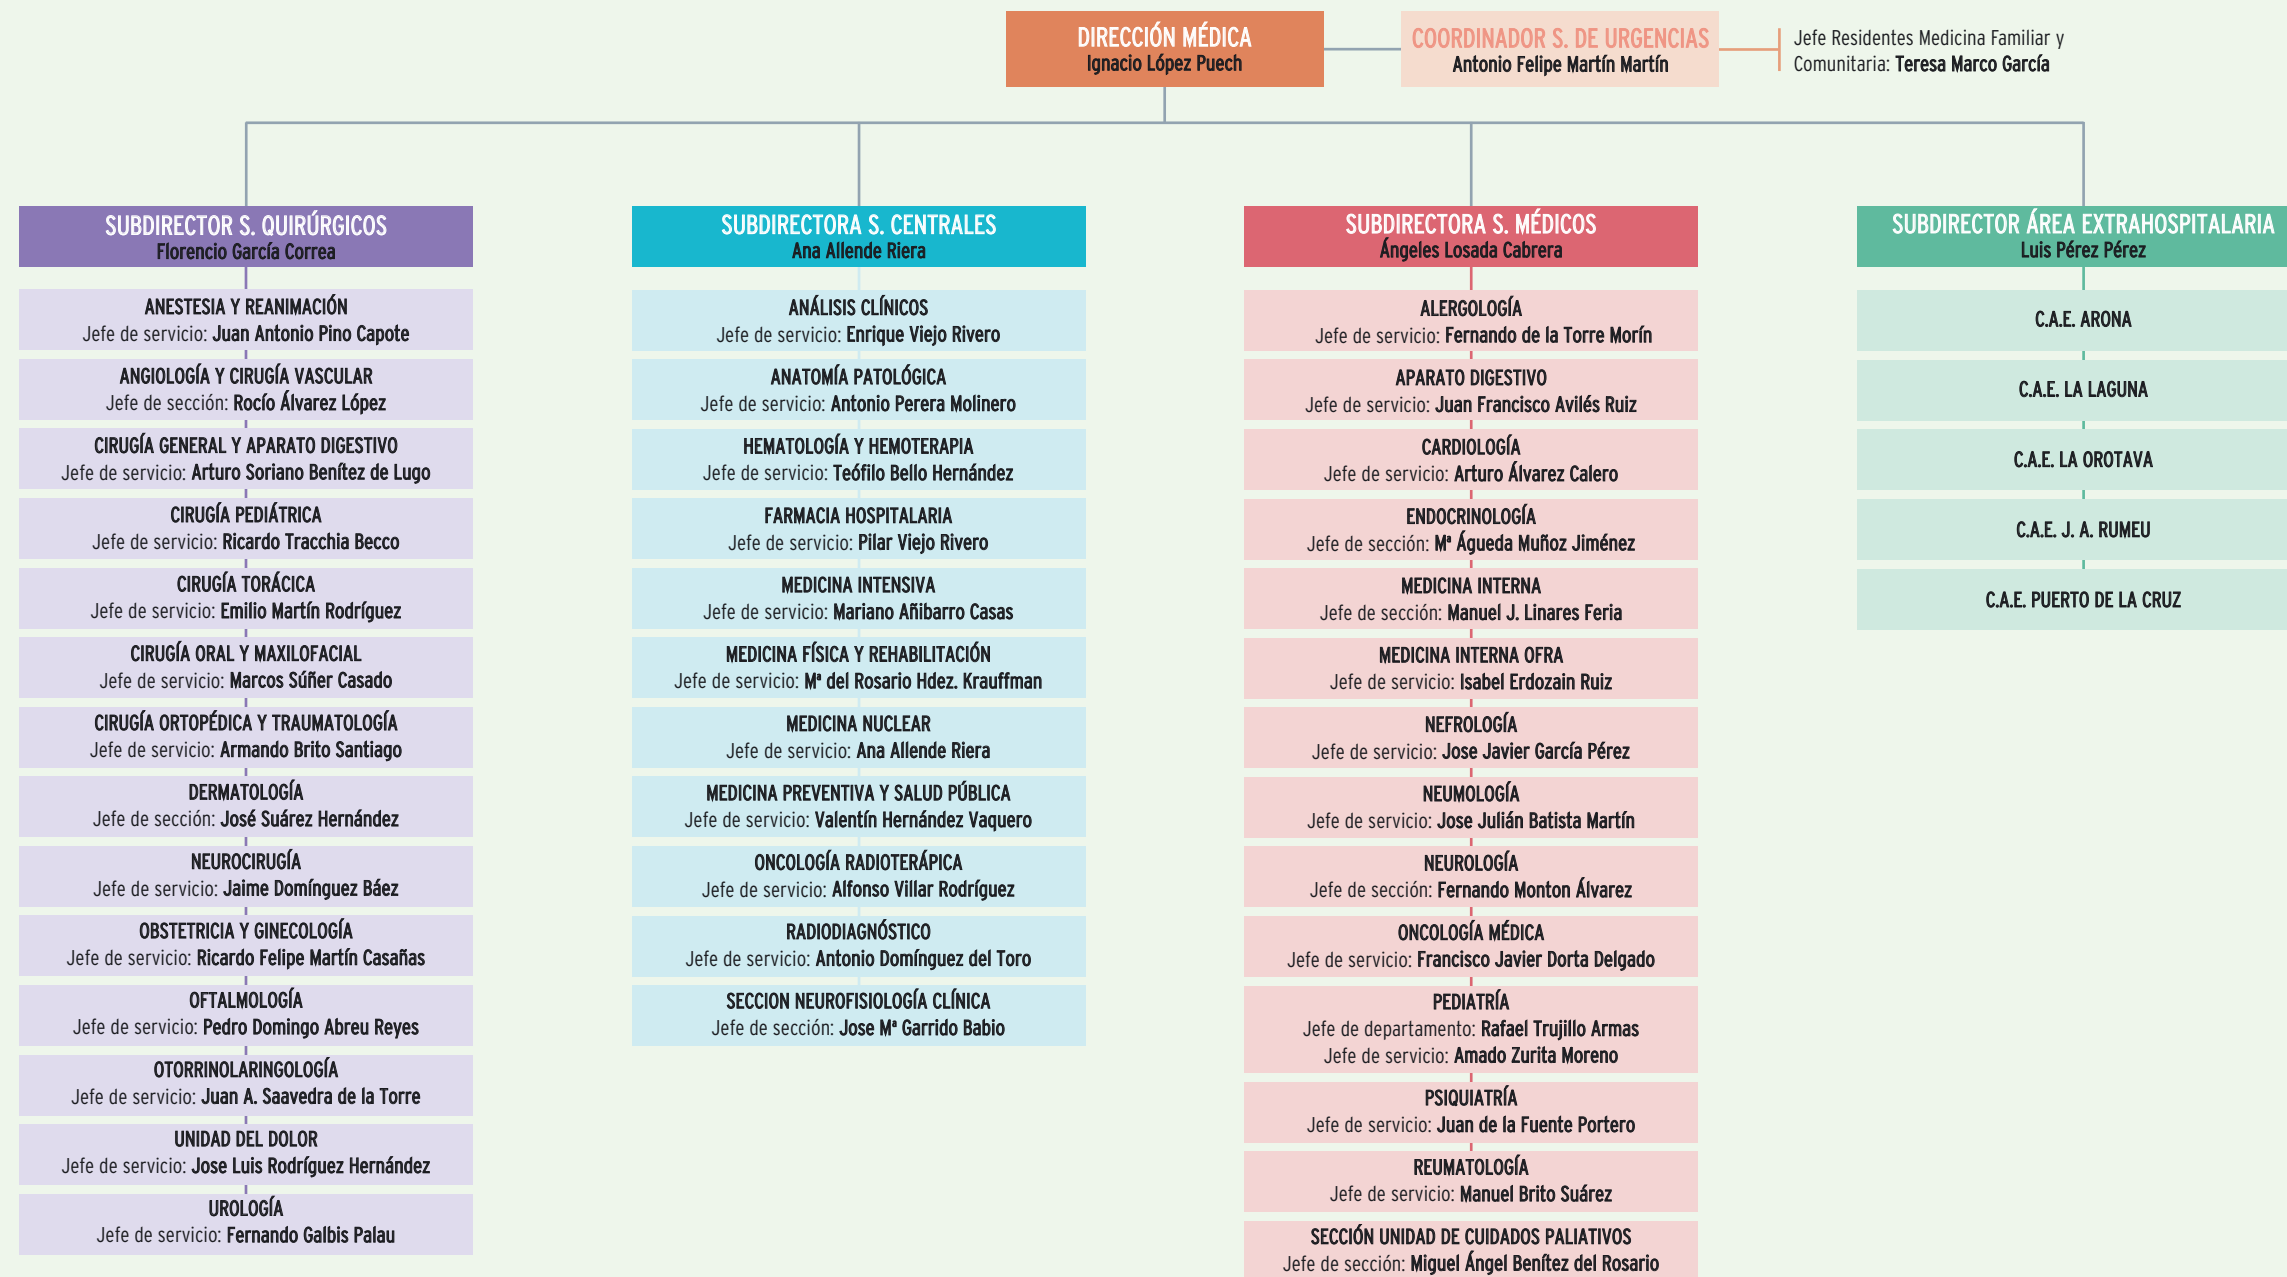 DIRECCIÓN MÉDICA
Ignacio López Puech
COORDINADOR S. DE URGENCIAS
Antonio Felipe Martín Martín
Jefe Residentes Medicina Familiar y
Comunitaria: Teresa Marco García
SUBDIRECTOR S. QUIRÚRGICOS
Florencio García Correa
ANESTESIA Y REANIMACIÓN
Jefe de servicio: Juan Antonio Pino Capote
ANGIOLOGÍA Y CIRUGÍA VASCULAR
Jefe de sección: Rocío Álvarez López
CIRUGÍA GENERAL Y APARATO DIGESTIVO
Jefe de servicio: Arturo Soriano Benítez de Lugo
CIRUGÍA PEDIÁTRICA
Jefe de servicio: Ricardo Tracchia Becco
CIRUGÍA TORÁCICA
Jefe de servicio: Emilio Martín Rodríguez
CIRUGÍA ORAL Y MAXILOFACIAL
Jefe de servicio: Marcos Súñer Casado
CIRUGÍA ORTOPÉDICA Y TRAUMATOLOGÍA
Jefe de servicio: Armando Brito Santiago
DERMATOLOGÍA
Jefe de sección: José Suárez Hernández
NEUROCIRUGÍA
Jefe de servicio: Jaime Domínguez Báez
OBSTETRICIA Y GINECOLOGÍA
Jefe de servicio: Ricardo Felipe Martín Casañas
OFTALMOLOGÍA
Jefe de servicio: Pedro Domingo Abreu Reyes
OTORRINOLARINGOLOGÍA
Jefe de servicio: Juan A. Saavedra de la Torre
UNIDAD DEL DOLOR
Jefe de servicio: Jose Luis Rodríguez Hernández
UROLOGÍA
Jefe de servicio: Fernando Galbis Palau
SUBDIRECTORA S. CENTRALES
Ana Allende Riera
ANÁLISIS CLÍNICOS
Jefe de servicio: Enrique Viejo Rivero
ANATOMÍA PATOLÓGICA
Jefe de servicio: Antonio Perera Molinero
HEMATOLOGÍA Y HEMOTERAPIA
Jefe de servicio: Teófilo Bello Hernández
FARMACIA HOSPITALARIA
Jefe de servicio: Pilar Viejo Rivero
MEDICINA INTENSIVA
Jefe de servicio: Mariano Añibarro Casas
MEDICINA FÍSICA Y REHABILITACIÓN
Jefe de servicio: Mª del Rosario Hdez. Krauffman
MEDICINA NUCLEAR
Jefe de servicio: Ana Allende Riera
MEDICINA PREVENTIVA Y SALUD PÚBLICA
Jefe de servicio: Valentín Hernández Vaquero
ONCOLOGÍA RADIOTERÁPICA
Jefe de servicio: Alfonso Villar Rodríguez
RADIODIAGNÓSTICO
Jefe de servicio: Antonio Domínguez del Toro
SECCION NEUROFISIOLOGÍA CLÍNICA
Jefe de sección: Jose Mª Garrido Babio
SUBDIRECTORA S. MÉDICOS
Ángeles Losada Cabrera
ALERGOLOGÍA
Jefe de servicio: Fernando de la Torre Morín
APARATO DIGESTIVO
Jefe de servicio: Juan Francisco Avilés Ruiz
CARDIOLOGÍA
Jefe de servicio: Arturo Álvarez Calero
ENDOCRINOLOGÍA
Jefe de sección: Mª Águeda Muñoz Jiménez
MEDICINA INTERNA
Jefe de sección: Manuel J. Linares Feria
MEDICINA INTERNA OFRA
Jefe de servicio: Isabel Erdozain Ruiz
NEFROLOGÍA
Jefe de servicio: Jose Javier García Pérez
NEUMOLOGÍA
Jefe de servicio: Jose Julián Batista Martín
NEUROLOGÍA
Jefe de sección: Fernando Monton Álvarez
ONCOLOGÍA MÉDICA
Jefe de servicio: Francisco Javier Dorta Delgado
PEDIATRÍA
Jefe de departamento: Rafael Trujillo Armas
Jefe de servicio: Amado Zurita Moreno
PSIQUIATRÍA
Jefe de servicio: Juan de la Fuente Portero
REUMATOLOGÍA
Jefe de servicio: Manuel Brito Suárez
SECCIÓN UNIDAD DE CUIDADOS PALIATIVOS
Jefe de sección: Miguel Ángel Benítez del Rosario
SUBDIRECTOR ÁREA EXTRAHOSPITALARIA
Luis Pérez Pérez
C.A.E. ARONA
C.A.E. LA LAGUNA
C.A.E. LA OROTAVA
C.A.E. J. A. RUMEU
C.A.E. PUERTO DE LA CRUZ